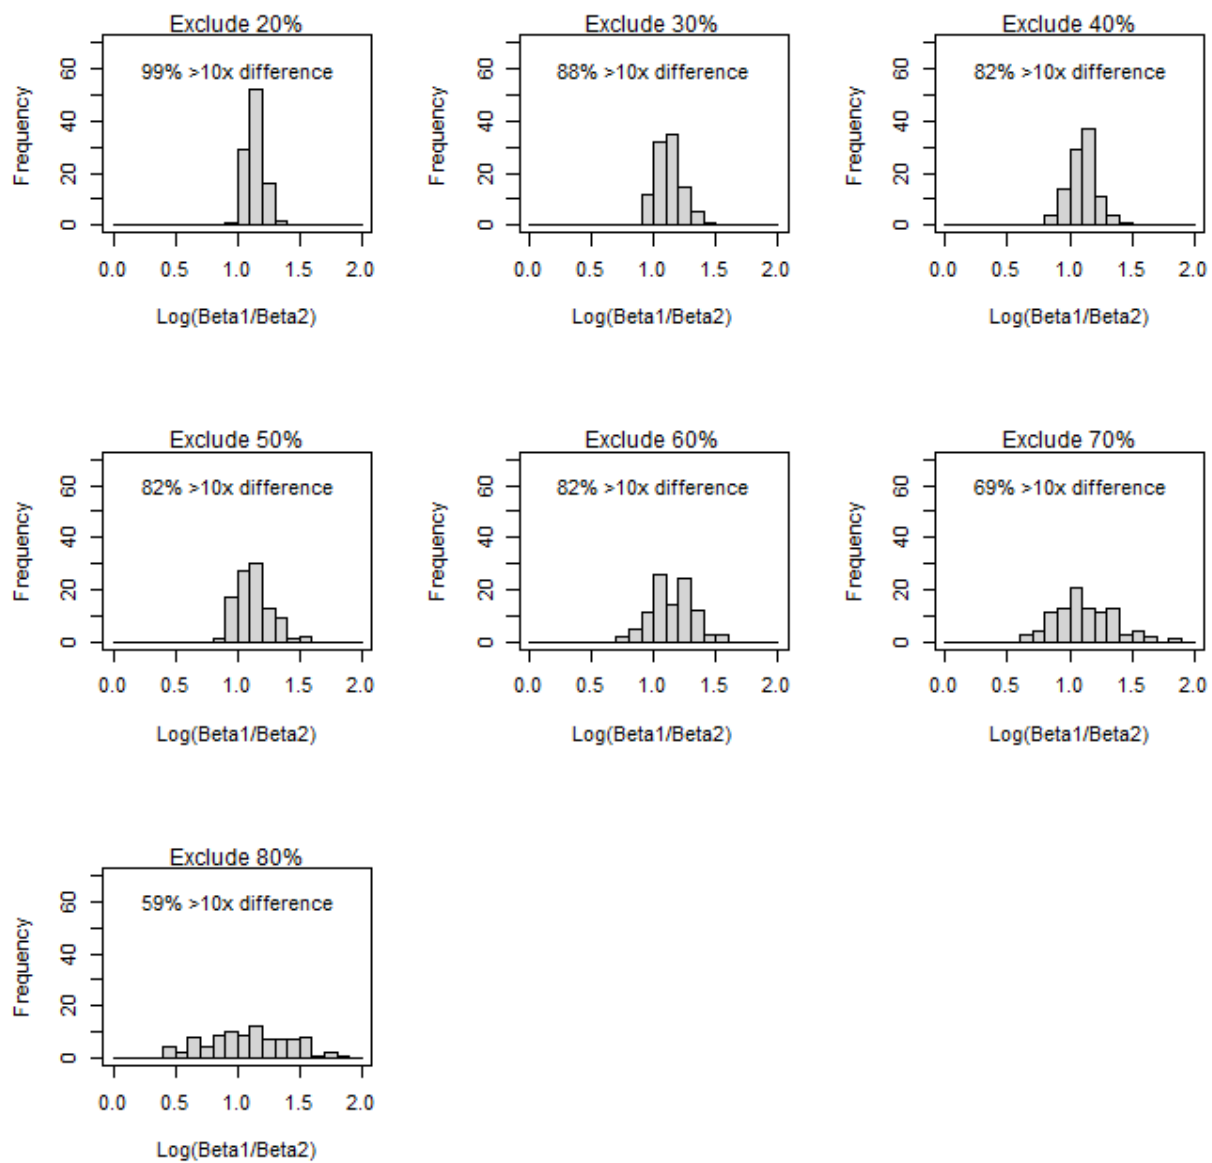 Exclude 20%
99% >10x difference
Frequency
0
20
40
60
0.0 0.5 1.0 1.5 2.0
Log(Beta1/Beta2)
Exclude 30%
88% >10x difference
Frequency
0
20
40
60
0.0 0.5 1.0 1.5 2.0
Log(Beta1/Beta2)
Exclude 40%
82% >10x difference
Frequency
0
20
40
60
0.0 0.5 1.0 1.5 2.0
Log(Beta1/Beta2)
Exclude 50%
82% >10x difference
Frequency
0
20
40
60
0.0 0.5 1.0 1.5 2.0
Log(Beta1/Beta2)
Exclude 60%
82% >10x difference
Frequency
0
20
40
60
0.0 0.5 1.0 1.5 2.0
Log(Beta1/Beta2)
Exclude 70%
69% >10x difference
Frequency
0
20
40
60
0.0 0.5 1.0 1.5 2.0
Log(Beta1/Beta2)
Exclude 80%
59% >10x difference
Frequency
0
20
40
60
0.0 0.5 1.0 1.5 2.0
Log(Beta1/Beta2)